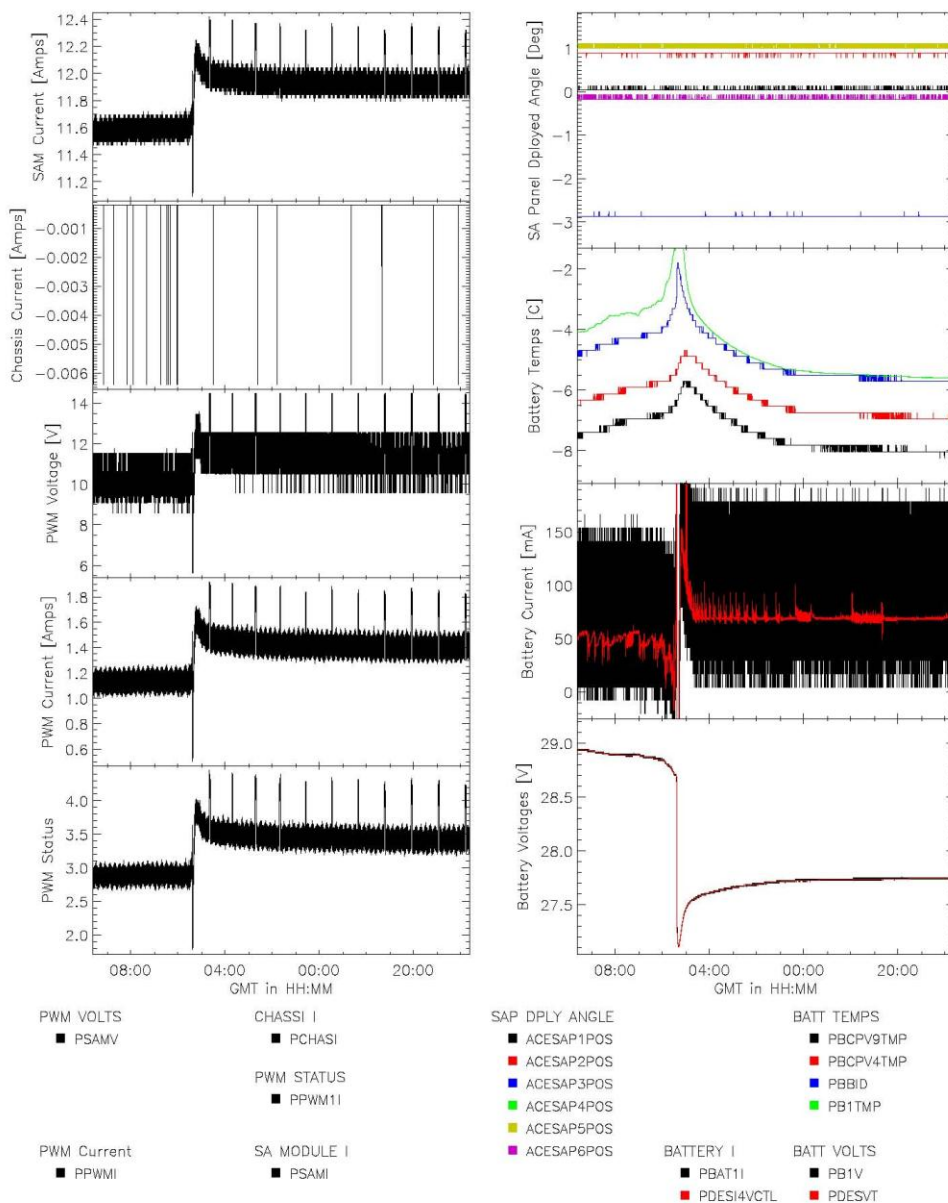 SAM Current [Amps]
12.4
12.2
12.0
11.8
11.6
11.4
11.2
Chassis Current [Amps]
-0.001
-0.002
-0.003
-0.004
-0.005
-0.006
PWM Voltage [V]
14
12
10
8
6
PWM Current [Amps]
1.8
1.6
1.4
1.2
1.0
0.8
0.6
PWM Status
4.0
3.5
3.0
2.5
2.0
08:00 04:00 00:00 20:00
GMT in HH:MM
SA Panel Dployed Angle [Deg]
1
0
-1
-2
-3
Battery Temps [C]
-2
-4
-6
-8
Battery Current [mA]
150
100
50
0
Battery Voltages [V]
29.0
28.5
28.0
27.5
08:00 04:00 00:00 20:00
GMT in HH:MM
PWM VOLTS
PSAMV
CHASSI I
PCHASI
PWM STATUS
PPWM1I
PWM Current
PPWMI
SA MODULE I
PSAMI
SAP DPLY ANGLE
ACESAP1POS
ACESAP2POS
ACESAP3POS
ACESAP4POS
ACESAP5POS
ACESAP6POS
BATT TEMPS
PBCPV9TMP
PBCPV4TMP
PBBID
PB1TMP
BATTERY I
PBAT1I
PDESI4VCTL
BATT VOLTS
PB1V
PDESVT